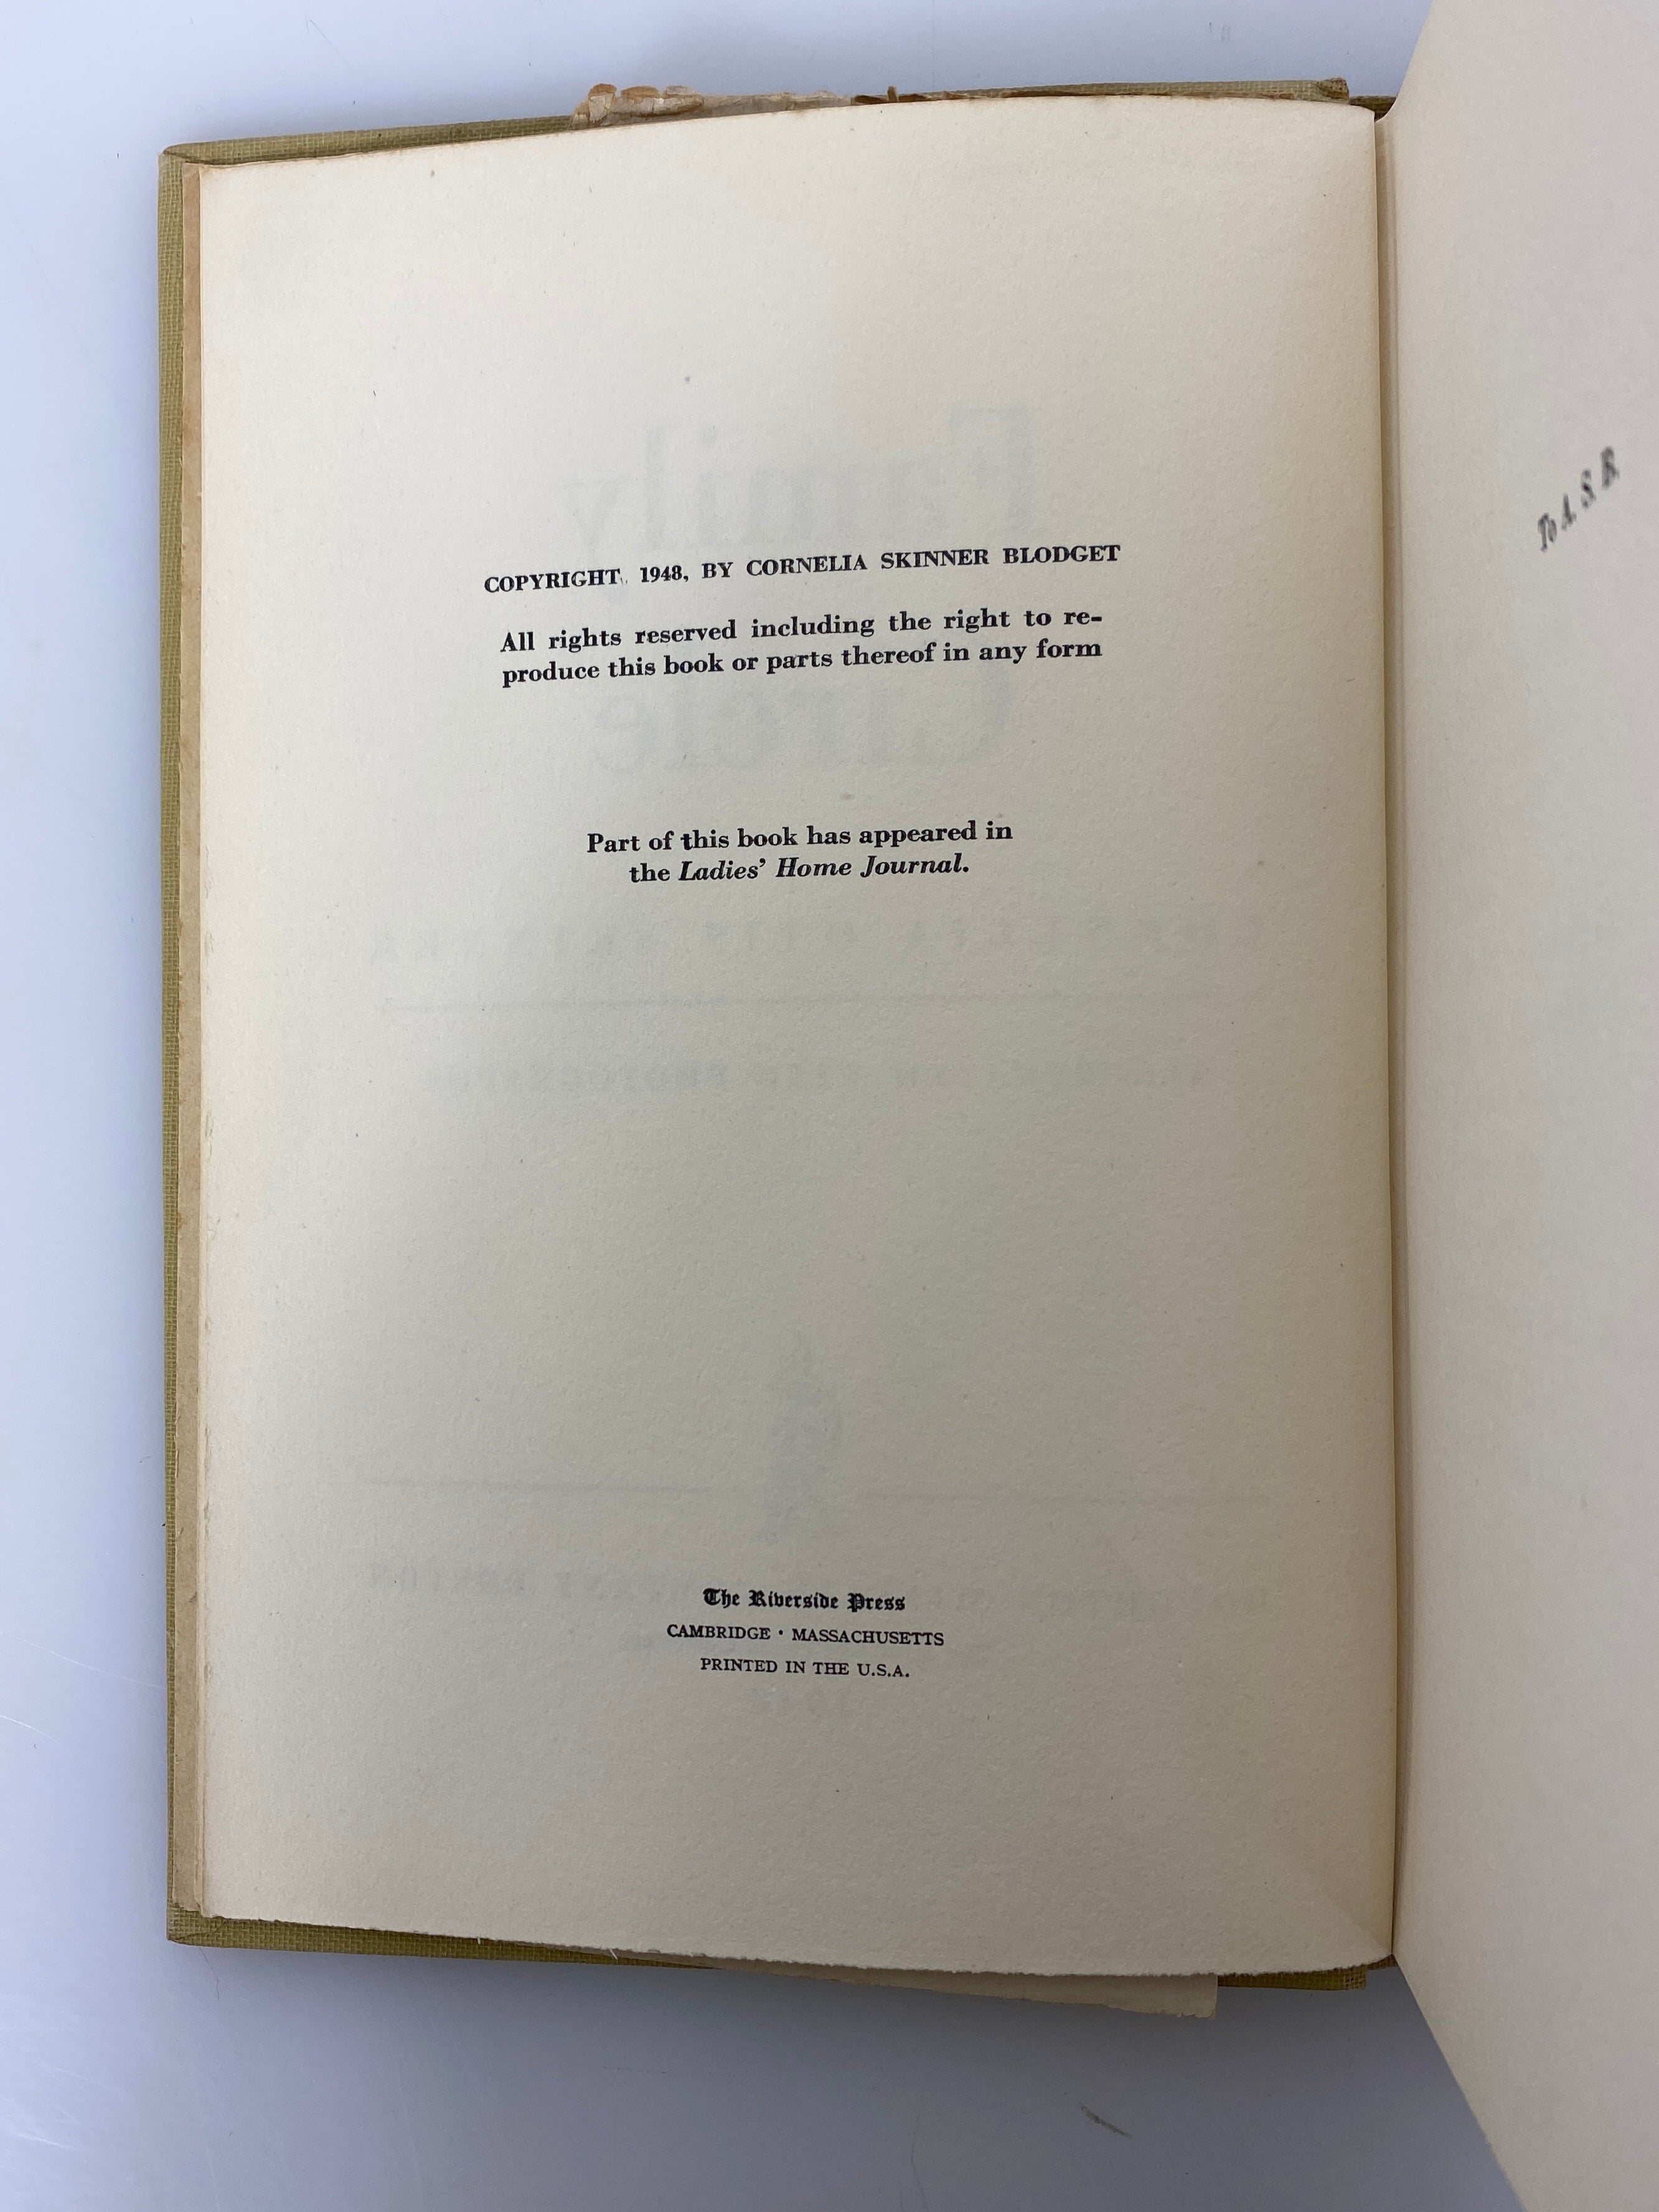 COPYRIGHT, 1948, BY CORNELIA SKINNER BLODGET
All rights reserved including the right to re-
produce this book or parts thereof in any form
Part of this book has appeared in
the Ladies' Home Journal.
The Riverside Press
CAMBRIDGE • MASSACHUSETTS
PRINTED IN THE U.S.A.
To A. S. B.